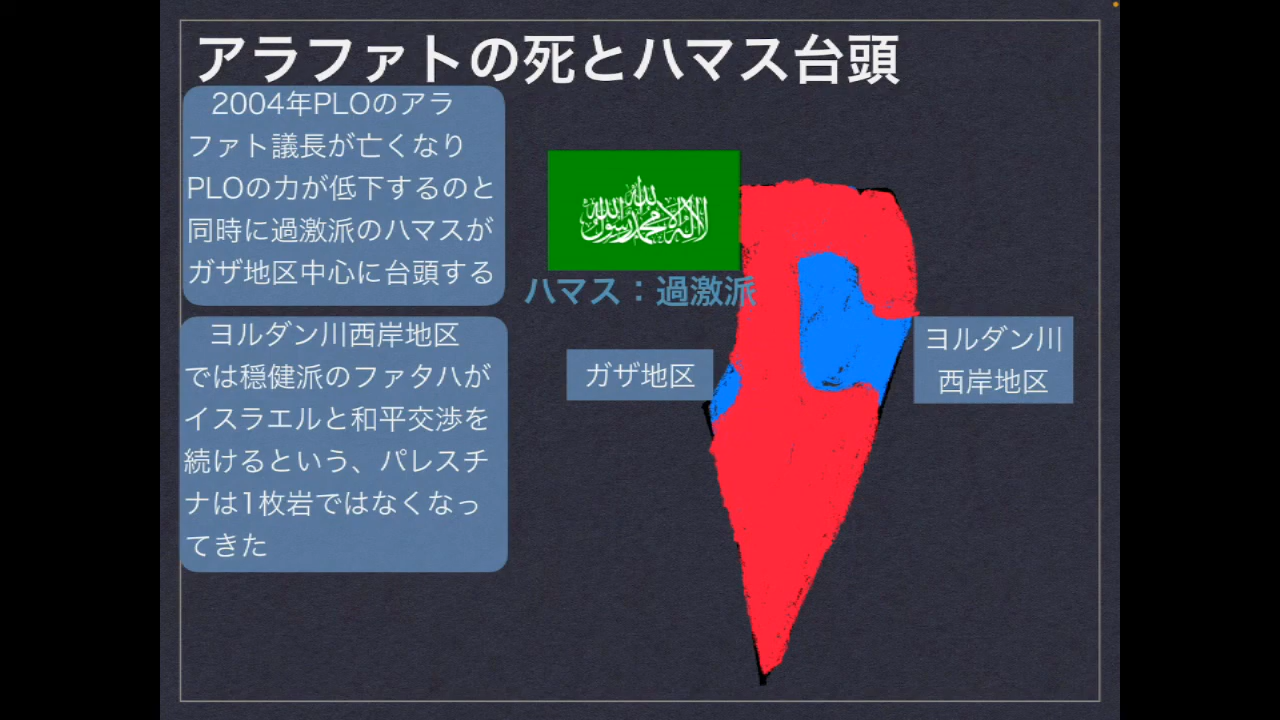 アラファトの死とハマス台頭
2004年PLOのアラ
ファト議長が亡くなり
PLOの力が低下するのと
同時に過激派のハマスが
ガザ地区中心に台頭する
لا إله إلا الله محمد رسول الله
ハマス：過激派
ヨルダン川西岸地区
では穏健派のファタハが
イスラエルと和平交渉を
続けるという、パレスチ
ナは1枚岩ではなくなっ
てきた
ガザ地区
ヨルダン川
西岸地区